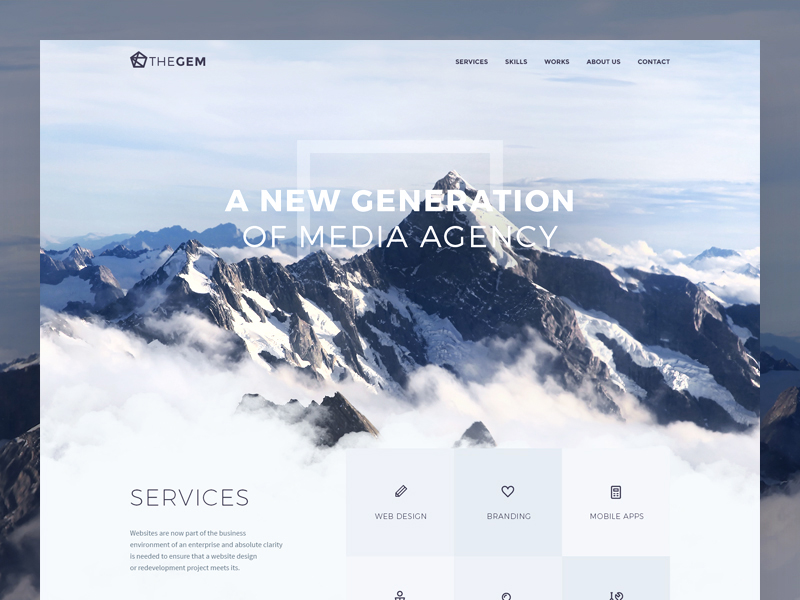 THEGEM
SERVICES SKILLS WORKS ABOUT US CONTACT
A NEW GENERATION
OF MEDIA AGENCY
SERVICES
Websites are now part of the business
environment of an enterprise and absolute clarity
is needed to ensure that a website design
or redevelopment project meets its.
WEB DESIGN
BRANDING
MOBILE APPS